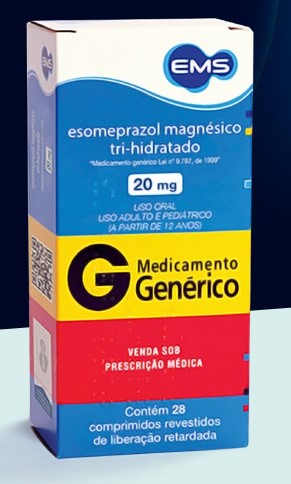 EMS
esomeprazol magnésico
tri-hidratado
"Medicamento genérico Lei n° 9.787, de 1999"
20 mg
USO ORAL
USO ADULTO E PEDIÁTRICO
(A PARTIR DE 12 ANOS)
G Medicamento
Genérico
VENDA SOB
PRESCRIÇÃO MÉDICA
Contém 28
comprimidos revestidos
de liberação retardada